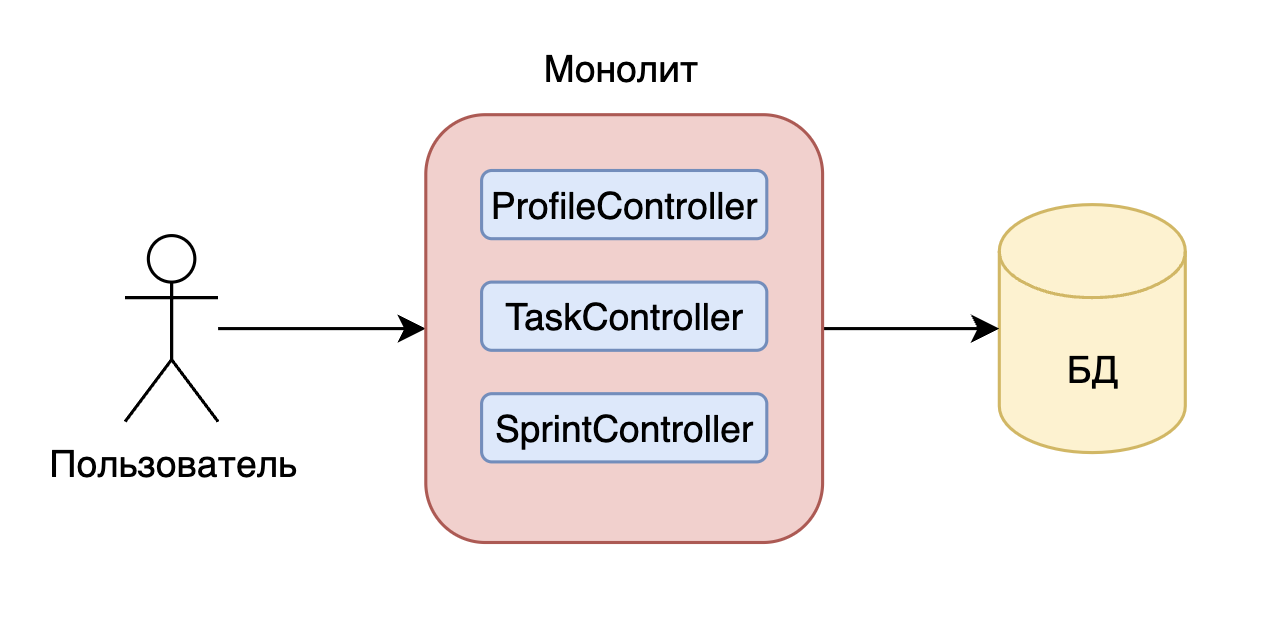 Монолит
ProfileController
TaskController
SprintController
Пользователь
БД